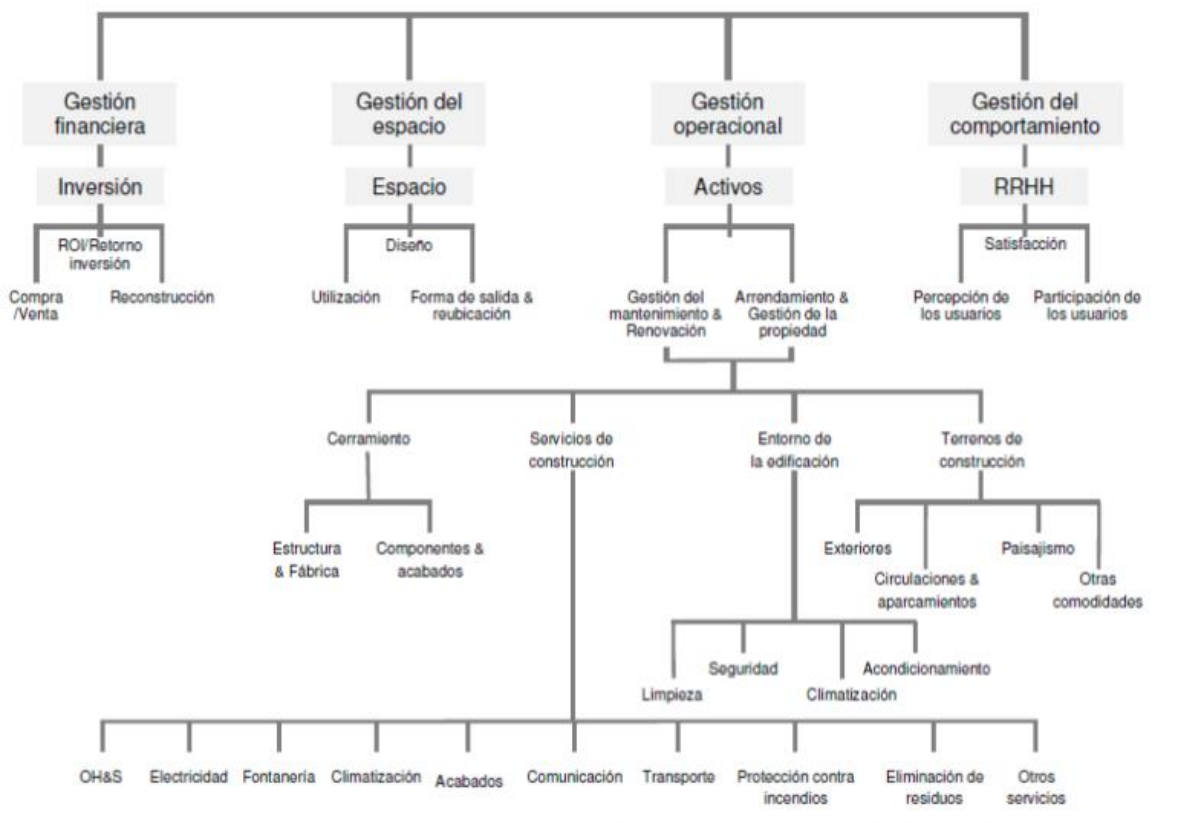 Gestión
financiera
Gestión del
espacio
Gestión
operacional
Gestión del
comportamiento
Inversión
Espacio
Activos
RRHH
ROI/Retorno
inversión
Diseño
Satisfacción
Compra
/Venta
Reconstrucción
Utilización
Forma de salida &
reubicación
Gestión del
mantenimiento &
Renovación
Arrendamiento &
Gestión de la
propiedad
Percepción de
los usuarios
Participación de
los usuarios
Cerramiento
Servicios de
construcción
Entorno de
la edificación
Terrenos de
construcción
Estructura
& Fábrica
Componentes &
acabados
Exteriores
Circulaciones &
aparcamientos
Paisajismo
Otras
comodidades
Limpieza
Seguridad
Climatización
Acondicionamiento
OH&S
Electricidad
Fontanería
Climatización
Acabados
Comunicación
Transporte
Protección contra
incendios
Eliminación de
residuos
Otros
servicios